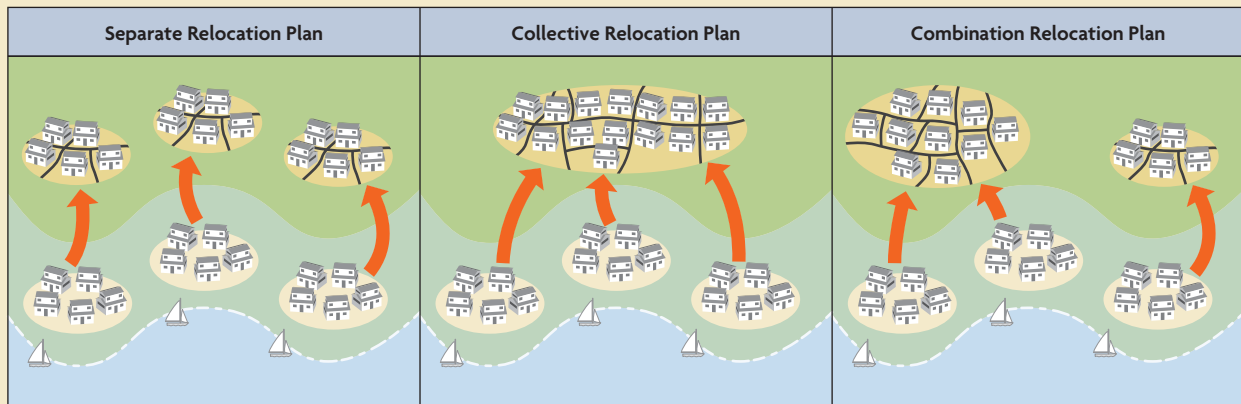 Separate Relocation Plan
Collective Relocation Plan
Combination Relocation Plan